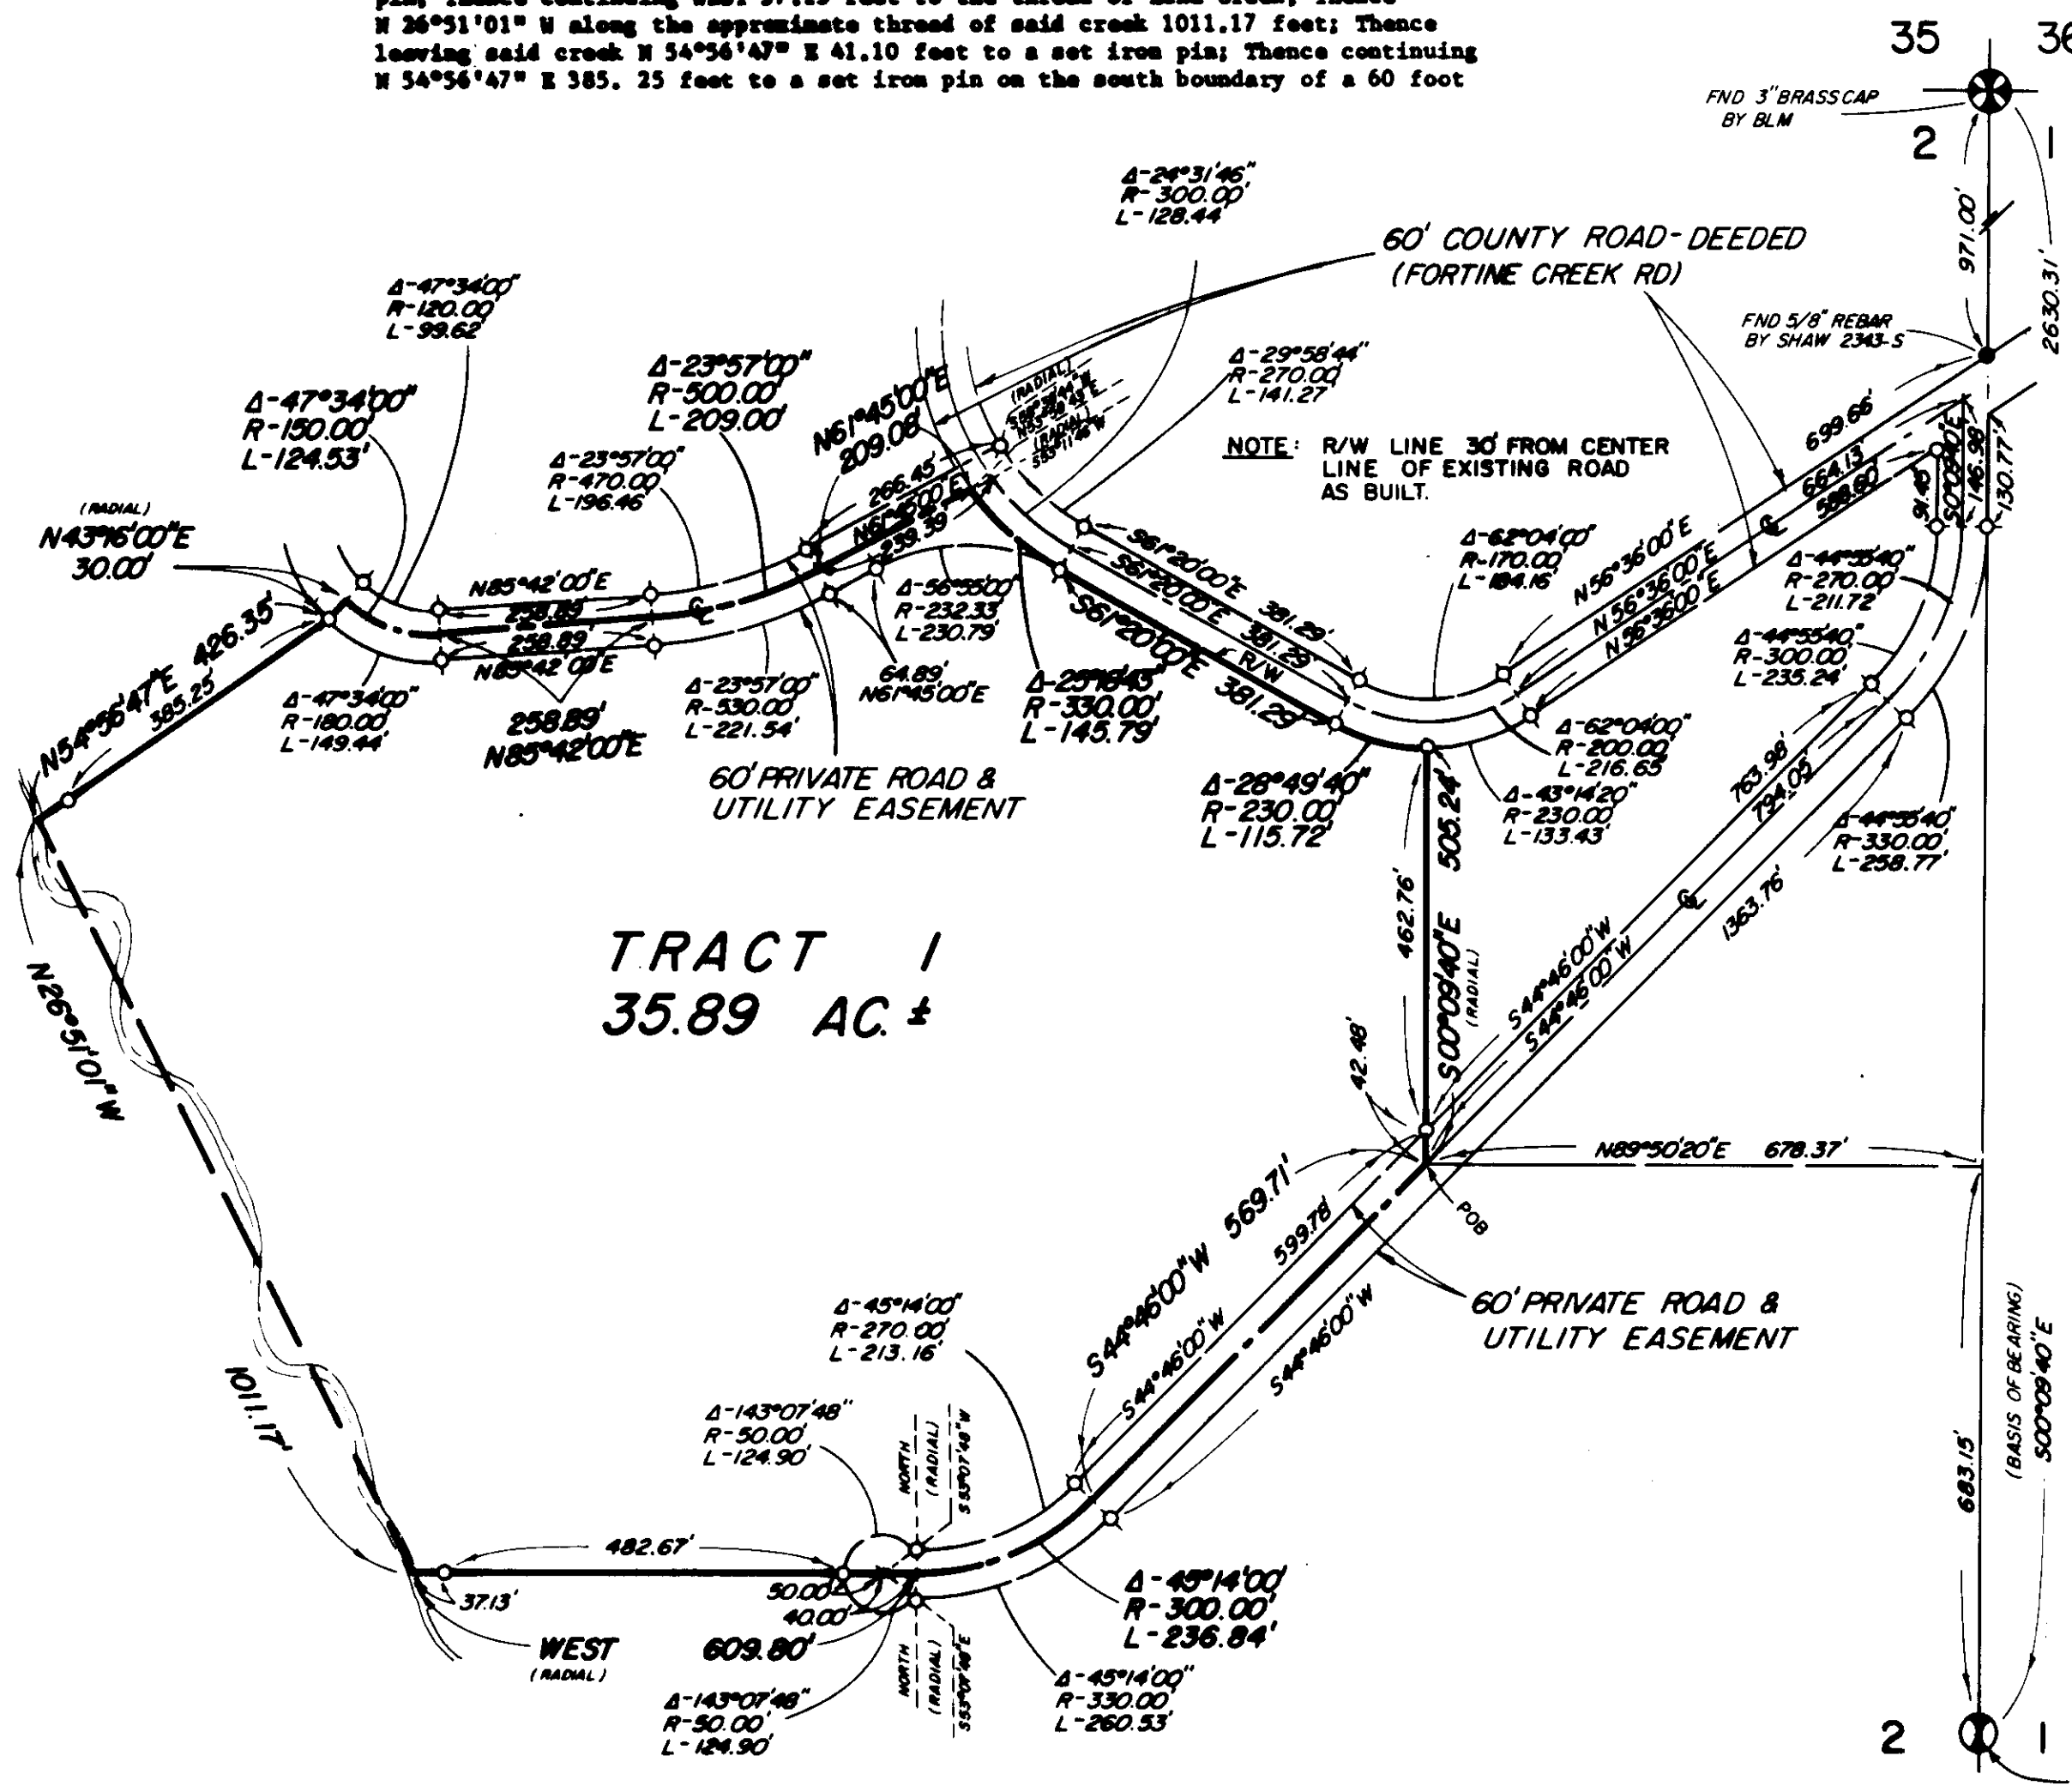 N 26°51'01" W along the approximate thread of said creek 1011.17 feet; Thence
leaving said creek N 54°56'47" E 41.10 feet to a set iron pin; Thence continuing
N 54°56'47" E 385. 25 feet to a set iron pin on the south boundary of a 60 foot
35
36
FND 3" BRASS CAP
BY BLM
2
1
971.00'
2630.31'
Δ-24°31'46"
R-300.00'
L-128.44'
60' COUNTY ROAD-DEEDED
(FORTINE CREEK RD)
Δ-47°34'00"
R-120.00'
L-99.62'
FND 5/8" REBAR
BY SHAW 2343-S
Δ-23°57'00"
R-500.00'
L-209.00'
Δ-29°58'44"
R-270.00'
L-141.27'
N61°45'00"E
209.08'
(RADIAL)
(RADIAL)
Δ-47°34'00"
R-150.00'
L-124.53'
Δ-23°57'00"
R-470.00'
L-196.46'
266.45'
N61°45'00"E
239.39'
NOTE: R/W LINE 30' FROM CENTER
LINE OF EXISTING ROAD
AS BUILT.
699.66'
664.13'
588.60'
91.45'
S0°09'40"E
146.98'
130.77'
(RADIAL)
N43°16'00"E
30.00'
N85°42'00"E
258.89'
258.89'
N85°42'00"E
Δ-56°55'00"
R-232.33'
L-230.79'
S61°20'00"E 381.29'
S61°20'00"E 381.29'
R/W
S61°20'00"E 381.29'
Δ-62°04'00"
R-170.00'
L-184.16'
N56°36'00"E
N56°36'00"E
N56°36'00"E
Δ-44°55'40"
R-270.00'
L-211.72'
Δ-44°55'40"
R-300.00'
L-235.24'
N54°56'47"E 426.35'
385.25'
Δ-47°34'00"
R-180.00'
L-149.44'
258.89'
N85°42'00"E
Δ-23°57'00"
R-530.00'
L-221.54'
64.89'
N61°45'00"E
Δ-25°18'43"
R-330.00'
L-145.79'
60' PRIVATE ROAD &
UTILITY EASEMENT
Δ-28°49'40"
R-230.00'
L-115.72'
Δ-62°04'00"
R-200.00'
L-216.65'
Δ-43°14'20"
R-230.00'
L-133.43'
763.98'
794.05'
Δ-44°55'40"
R-330.00'
L-258.77'
1363.76'
462.76'
S00°09'40"E 505.24'
(RADIAL)
S44°46'00"W
S44°46'00"W
TRACT 1
35.89 AC.±
N26°51'01"W
1011.17'
42.48'
N89°50'20"E 678.37'
POB
S44°46'00"W 569.71'
599.78'
S44°46'00"W
S44°46'00"W
60' PRIVATE ROAD &
UTILITY EASEMENT
Δ-45°14'00"
R-270.00'
L-213.16'
Δ-143°07'48"
R-50.00'
L-124.90'
NORTH
(RADIAL)
S53°07'48"W
683.15'
(BASIS OF BEARING)
S00°09'40"E
482.67'
37.13'
50.00'
40.00'
WEST
(RADIAL)
609.80'
NORTH
(RADIAL)
S53°07'48"E
Δ-45°14'00"
R-300.00'
L-236.84'
Δ-143°07'48"
R-50.00'
L-124.90'
Δ-45°14'00"
R-330.00'
L-260.53'
2
1